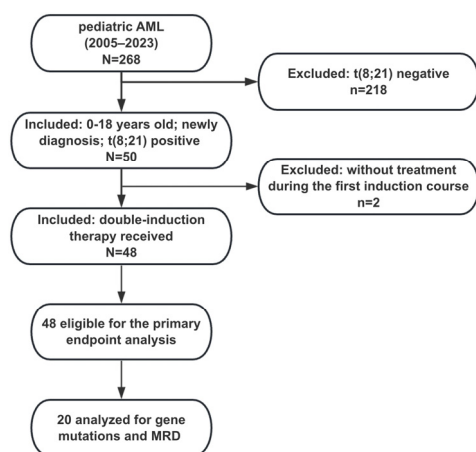 pediatric AML
(2005–2023)
N=268
Excluded: t(8;21) negative
n=218
Included: 0-18 years old; newly
diagnosis; t(8;21) positive
N=50
Excluded: without treatment
during the first induction course
n=2
Included: double-induction
therapy received
N=48
48 eligible for the primary
endpoint analysis
20 analyzed for gene
mutations and MRD